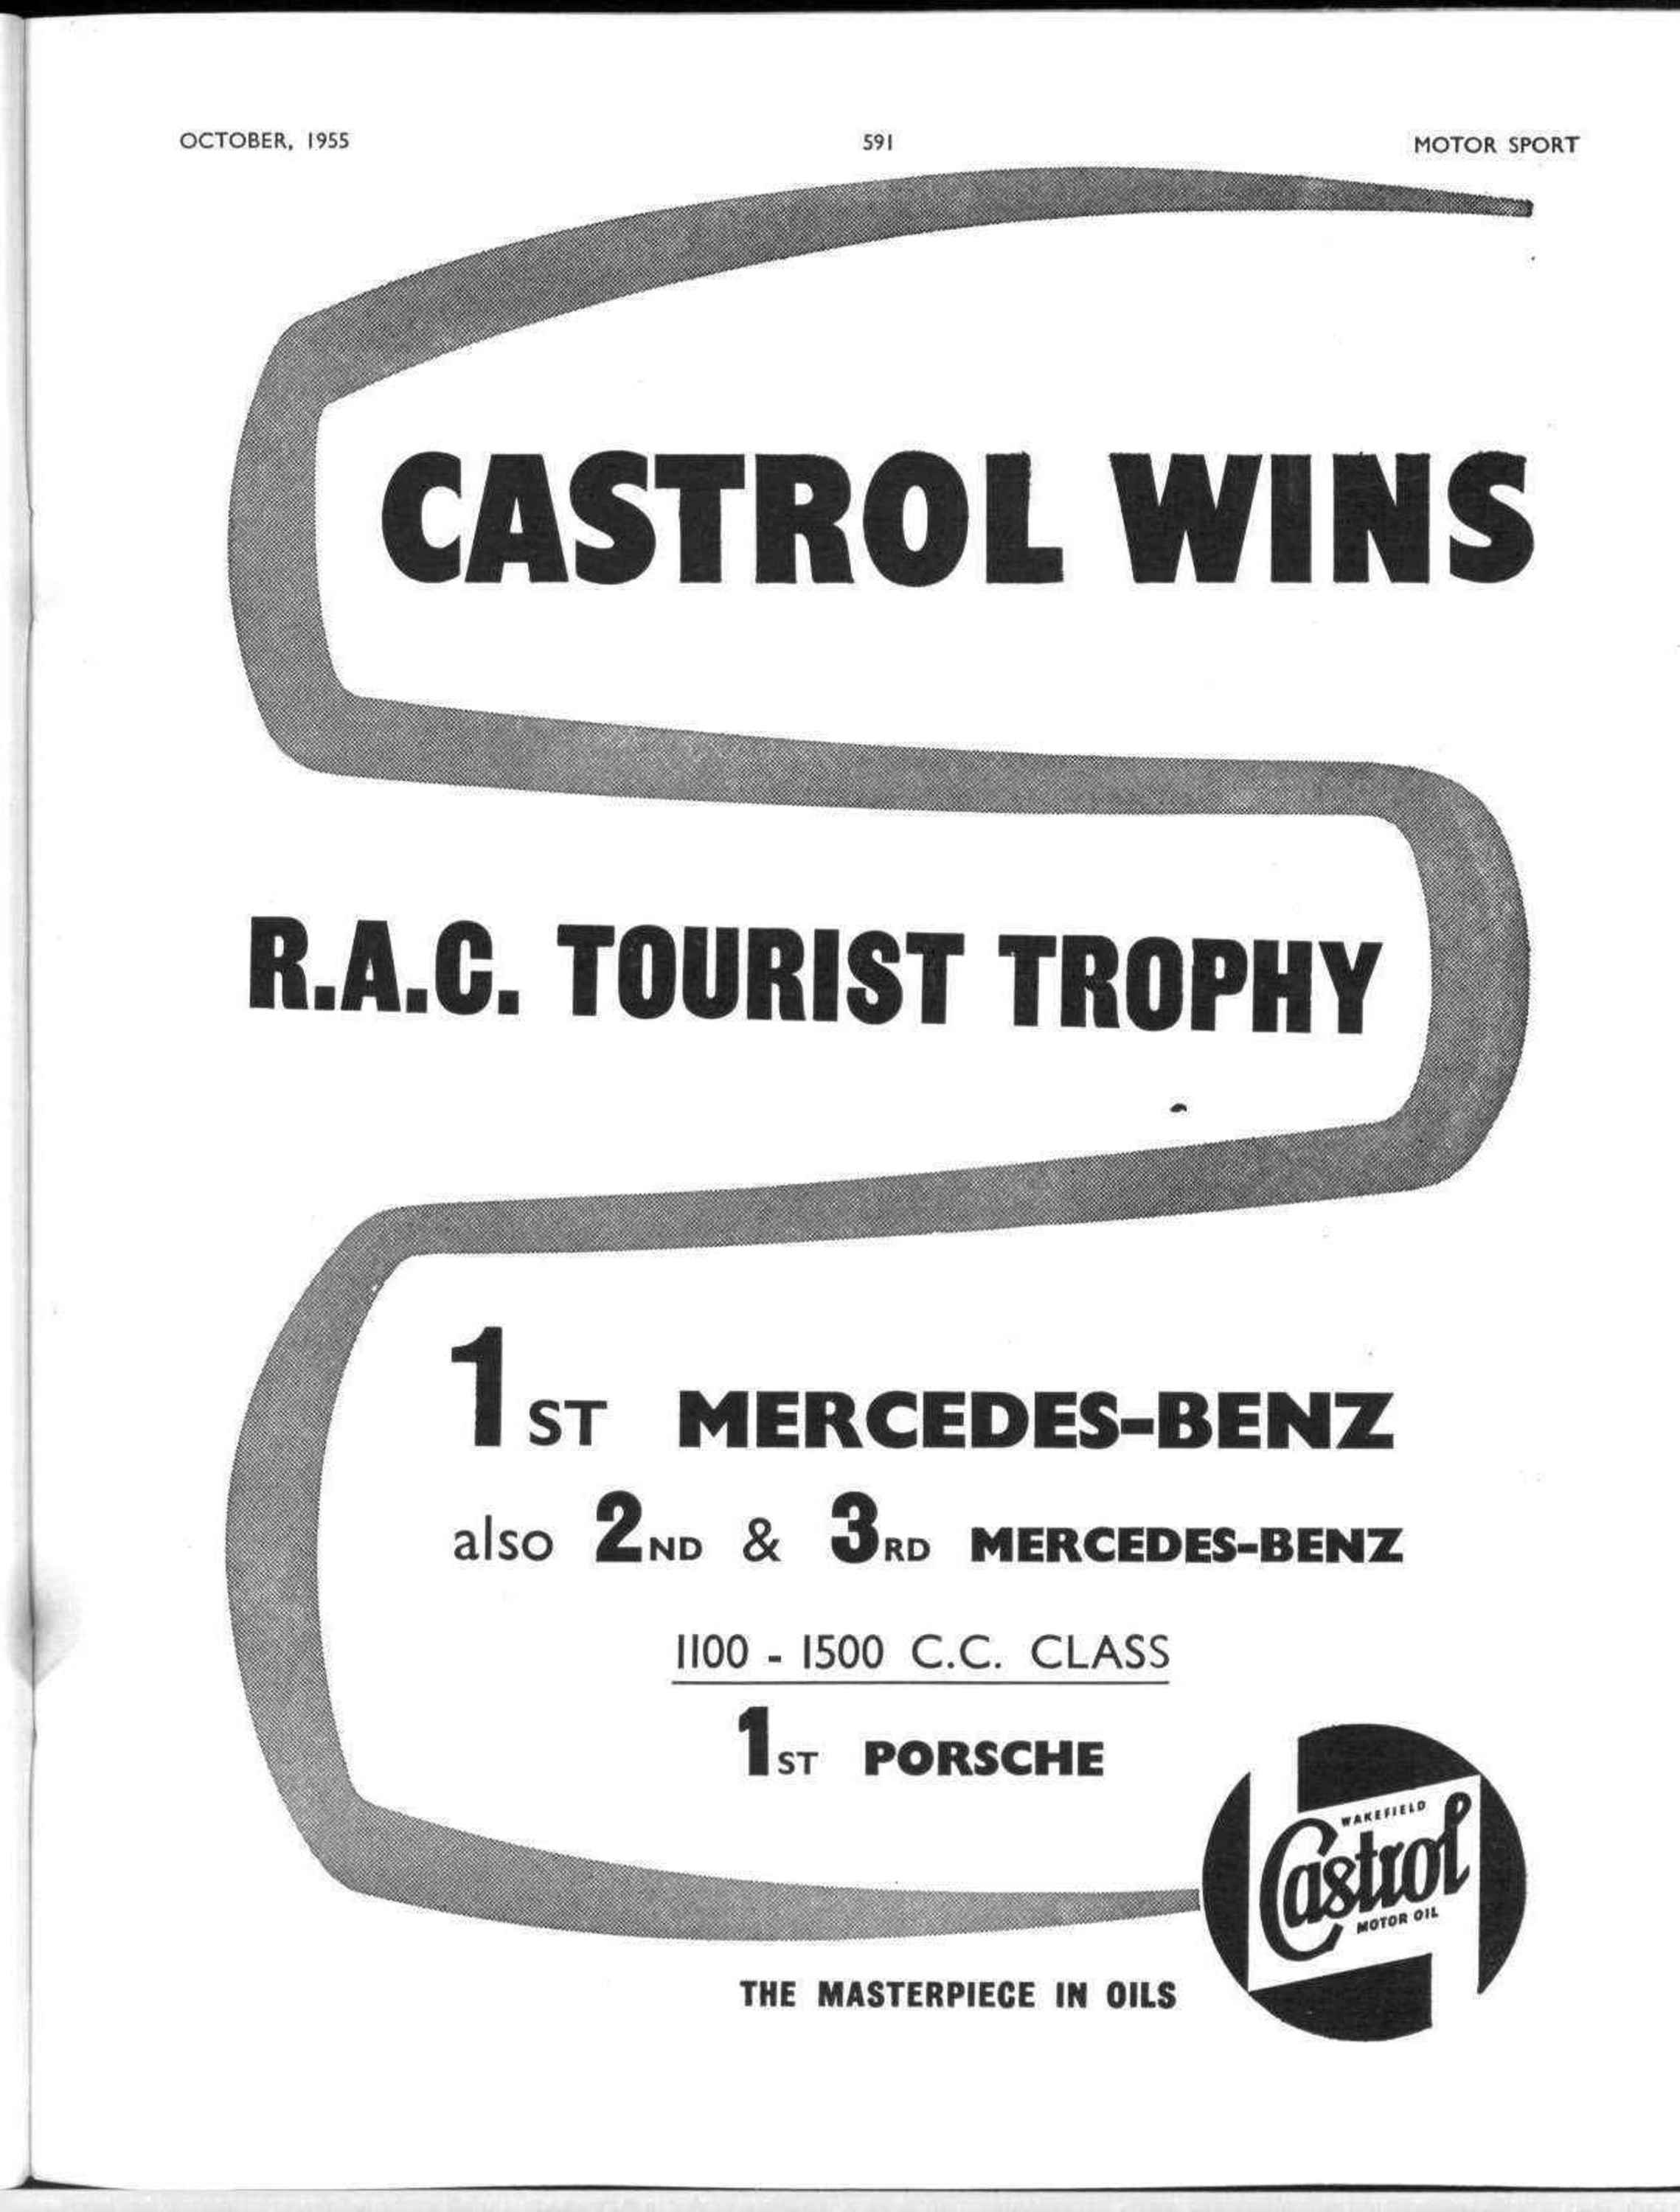 OCTOBER, 1955 591 MOTOR SPORT
CASTROL WINS
R.A.C. TOURIST TROPHY
1ST MERCEDES-BENZ
also 2ND & 3RD MERCEDES-BENZ
1100 - 1500 C.C. CLASS
1ST PORSCHE
WAKEFIELD
Castrol
MOTOR OIL
THE MASTERPIECE IN OILS